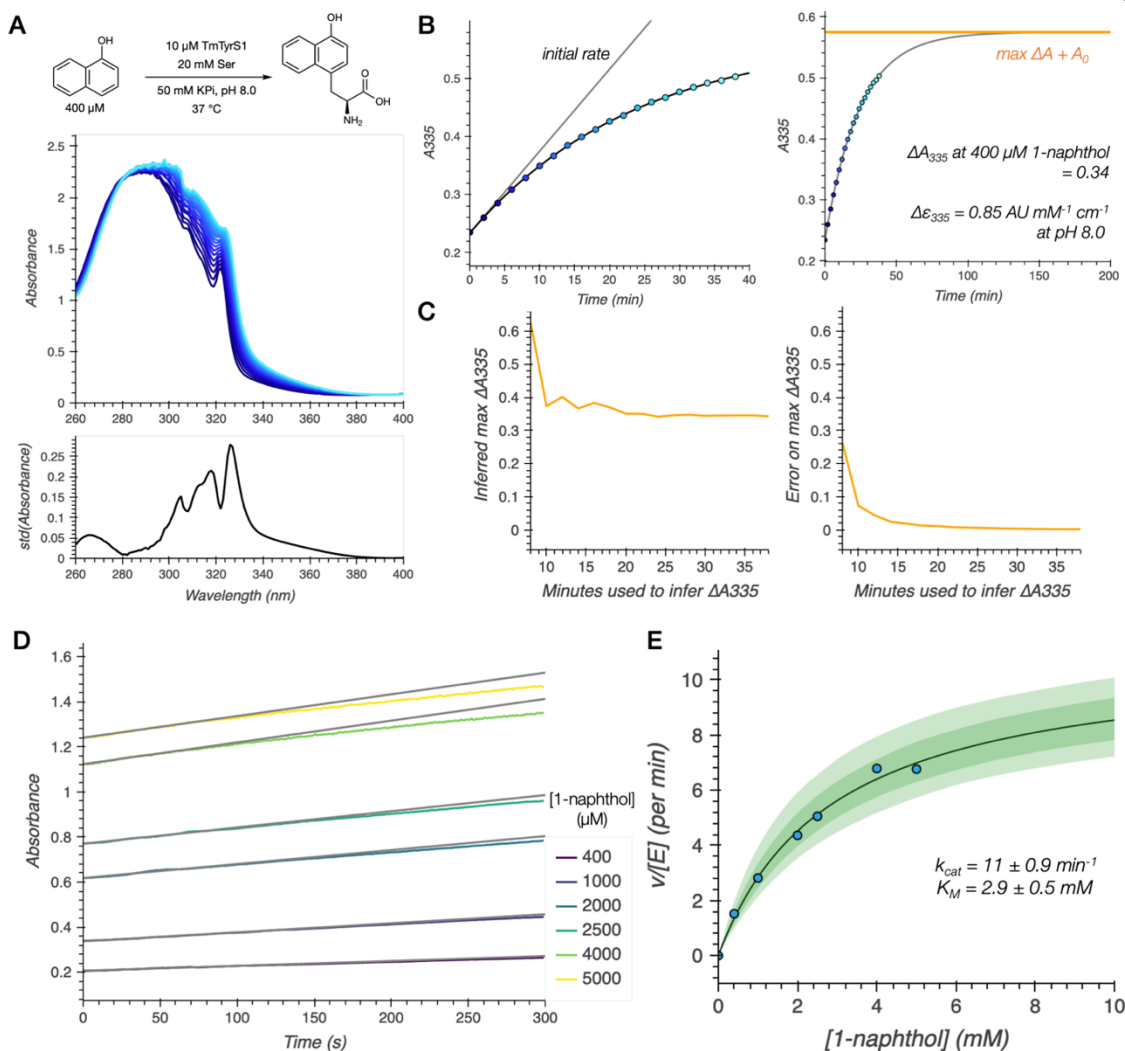 A
OH
400 µM
10 µM TmTyrS1
20 mM Ser
50 mM KPi, pH 8.0
37 °C
OH
O
OH
NH₂
2.5
2
1.5
1
0.5
0
Absorbance
260 280 300 320 340 360 380 400
0.25
0.2
0.15
0.1
0.05
0
std(Absorbance)
260 280 300 320 340 360 380 400
Wavelength (nm)
B
initial rate
0.5
0.4
0.3
0.2
A335
0 5 10 15 20 25 30 35 40
Time (min)
max ΔA + A₀
0.5
0.4
0.3
0.2
A335
ΔA₃₃₅ at 400 µM 1-naphthol
= 0.34
Δε₃₃₅ = 0.85 AU mM⁻¹ cm⁻¹
at pH 8.0
0 50 100 150 200
Time (min)
C
0.6
0.5
0.4
0.3
0.2
0.1
0
Inferred max ΔA335
10 15 20 25 30 35
Minutes used to infer ΔA335
0.6
0.5
0.4
0.3
0.2
0.1
0
Error on max ΔA335
10 15 20 25 30 35
Minutes used to infer ΔA335
D
1.6
1.4
1.2
1
0.8
0.6
0.4
0.2
Absorbance
0 50 100 150 200 250 300
Time (s)
[1-naphthol]
(µM)
400
1000
2000
2500
4000
5000
E
10
8
6
4
2
0
v/[E] (per min)
k_cat = 11 ± 0.9 min⁻¹
K_M = 2.9 ± 0.5 mM
0 2 4 6 8 10
[1-naphthol] (mM)